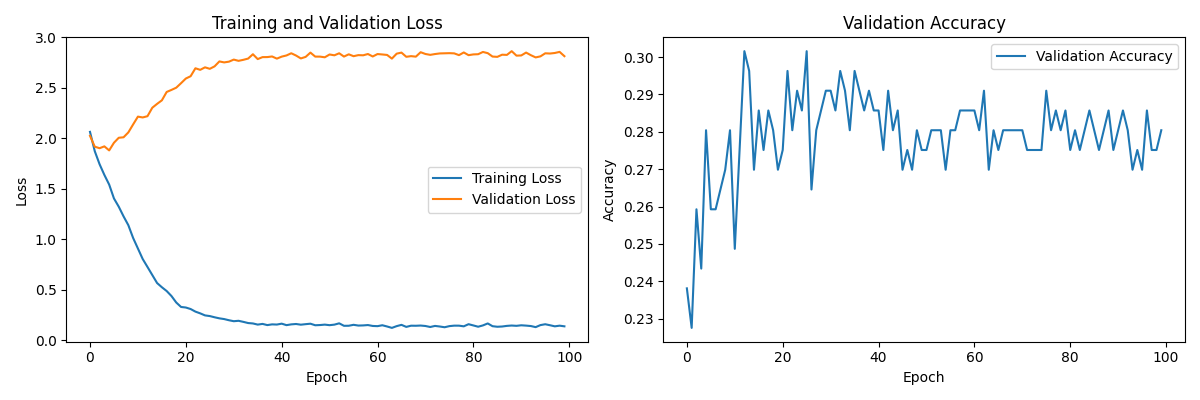 Training and Validation Loss
3.0
2.5
2.0
1.5
1.0
0.5
0.0
Loss
Training Loss
Validation Loss
0 20 40 60 80 100
Epoch
Validation Accuracy
0.30
0.29
0.28
0.27
0.26
0.25
0.24
0.23
Accuracy
Validation Accuracy
0 20 40 60 80 100
Epoch